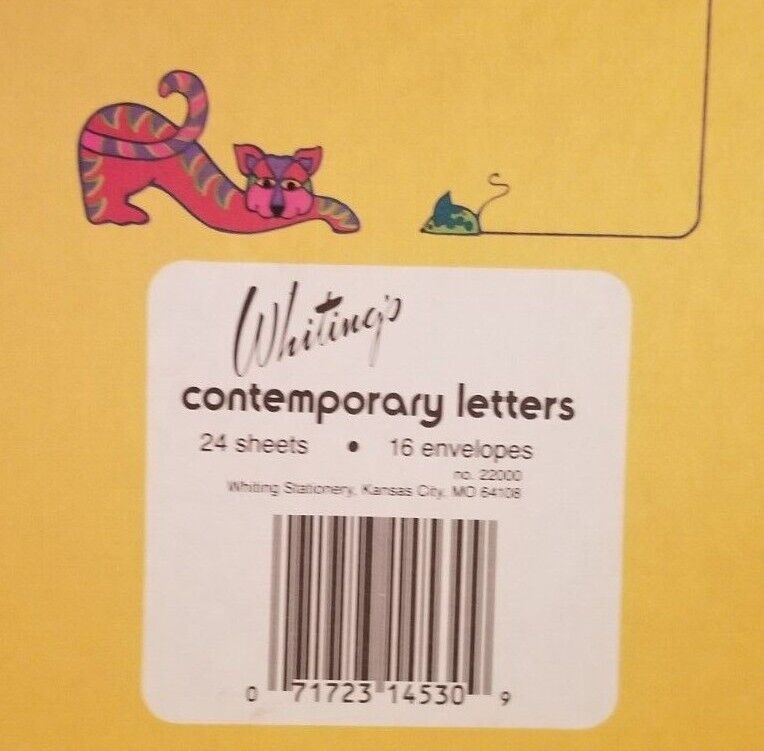 Whiting's
contemporary letters
24 sheets • 16 envelopes
no. 22000
Whiting Stationery, Kansas City, MO 64108
0 71723 14530 9